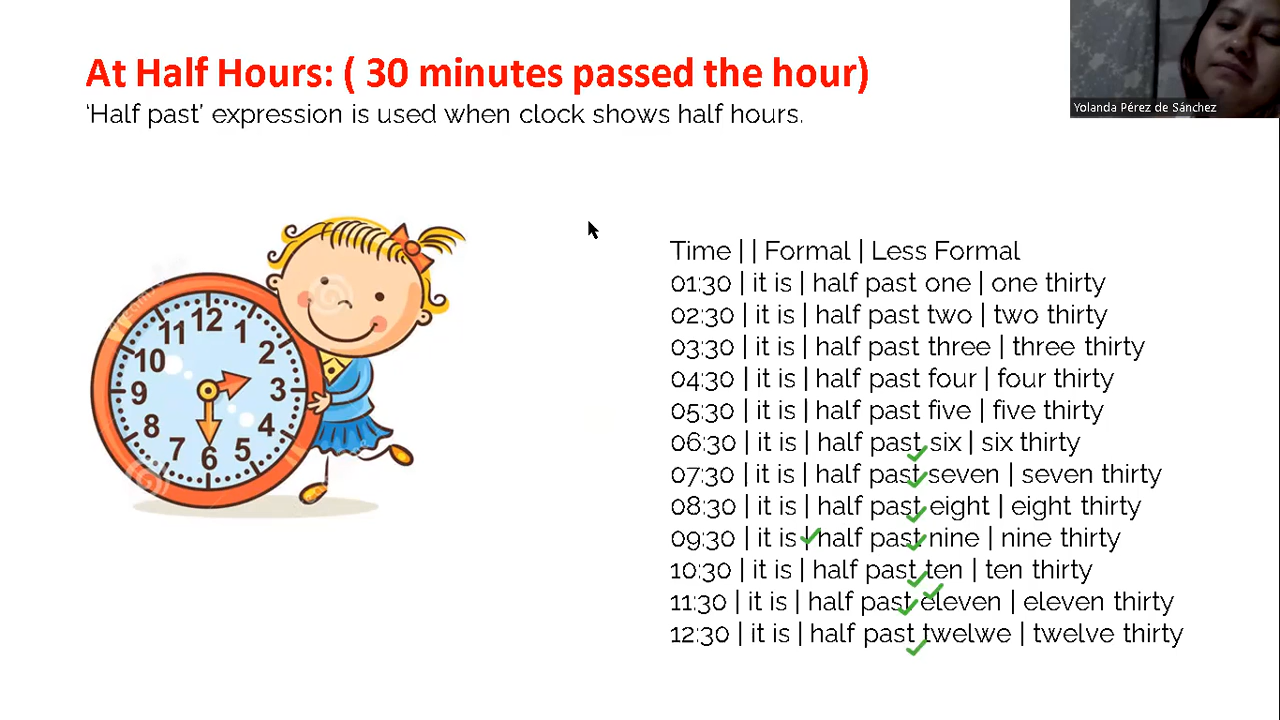 At Half Hours: ( 30 minutes passed the hour)
'Half past' expression is used when clock shows half hours.
Yolanda Pérez de Sánchez
12
1
2
3
4
5
6
7
8
9
10
11
Time | | Formal | Less Formal
01:30 | it is | half past one | one thirty
02:30 | it is | half past two | two thirty
03:30 | it is | half past three | three thirty
04:30 | it is | half past four | four thirty
05:30 | it is | half past five | five thirty
06:30 | it is | half past six | six thirty
07:30 | it is | half past seven | seven thirty
08:30 | it is | half past eight | eight thirty
09:30 | it is | half past nine | nine thirty
10:30 | it is | half past ten | ten thirty
11:30 | it is | half past eleven | eleven thirty
12:30 | it is | half past twelwe | twelve thirty